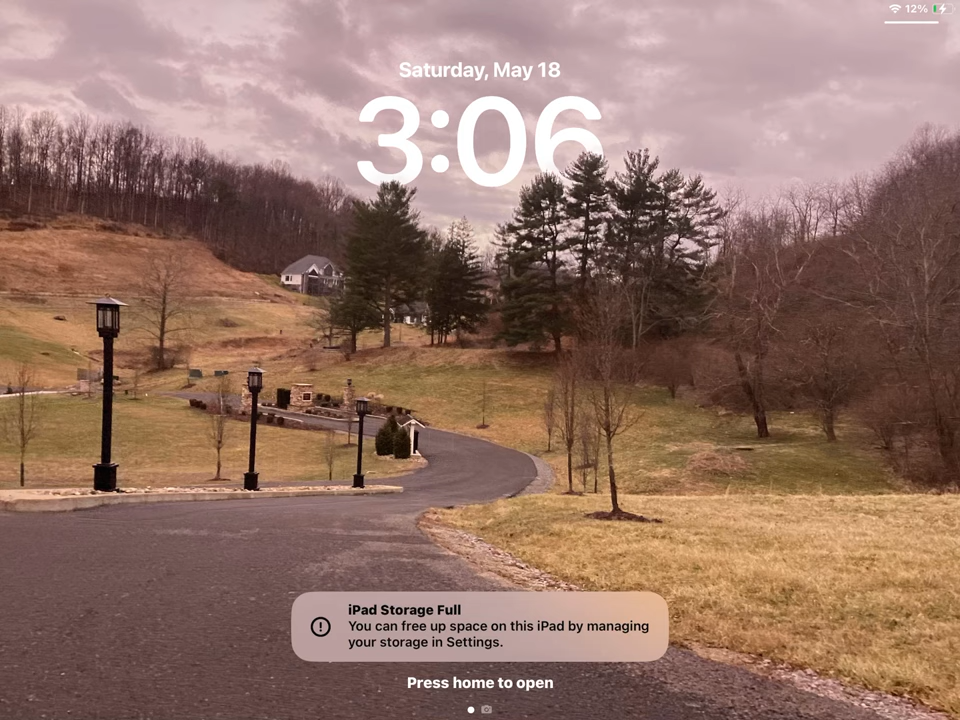 12%
Saturday, May 18
3:06
iPad Storage Full
You can free up space on this iPad by managing
your storage in Settings.
Press home to open